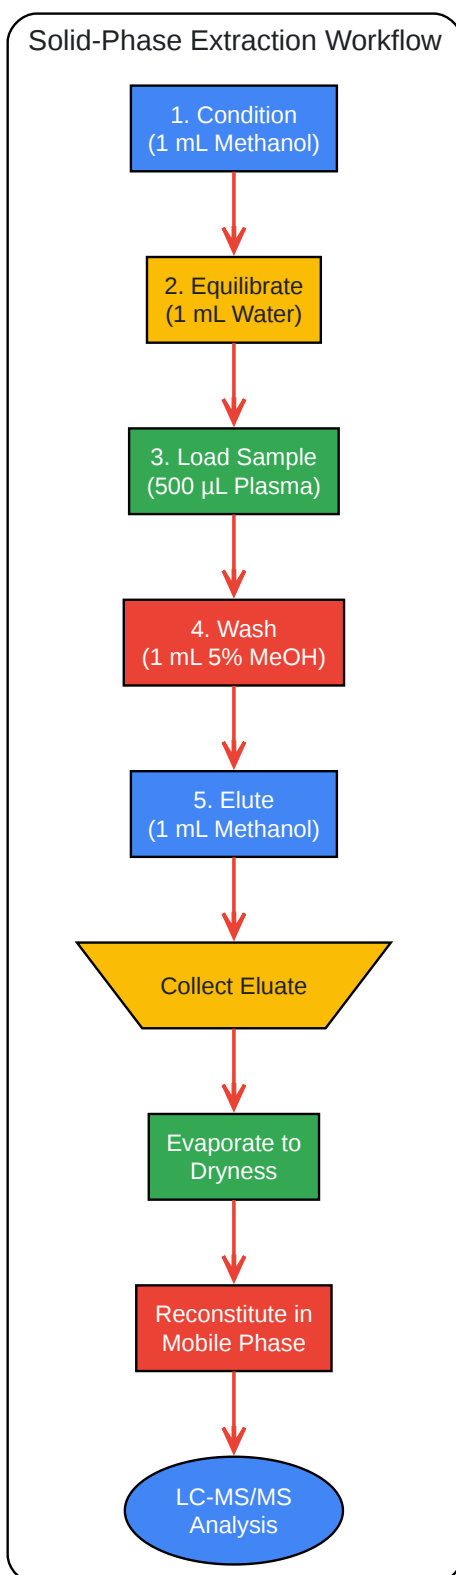 Solid-Phase Extraction Workflow
1. Condition
(1 mL Methanol)
2. Equilibrate
(1 mL Water)
3. Load Sample
(500 µL Plasma)
4. Wash
(1 mL 5% MeOH)
5. Elute
(1 mL Methanol)
Collect Eluate
Evaporate to
Dryness
Reconstitute in
Mobile Phase
LC-MS/MS
Analysis